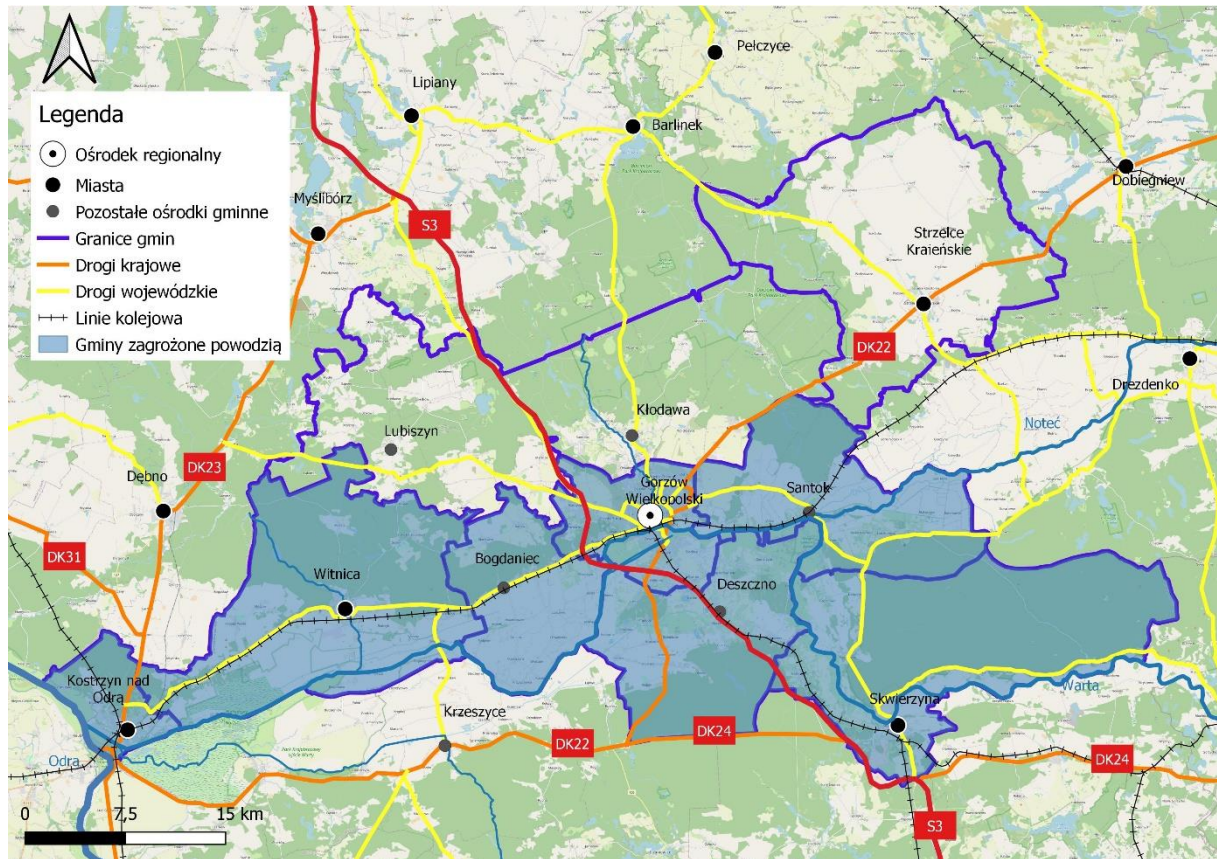 Legenda
Ośrodek regionalny
Miasta
Pozostałe ośrodki gminne
Granice gmin
Drogi krajowe
Drogi wojewódzkie
Linie kolejowa
Gminy zagrożone powodzią
Pełczyce
Lipiany
Barlinek
Dobiegniew
Myślibórz
S3
Strzelce
Krajeńskie
DK22
Drezdenko
Kłodawa
Lubiszyn
Noteć
DK23
Dębno
Gorzów
Wielkopolski
Santok
DK31
Bogdaniec
Witnica
Deszczno
Kostrzyn nad
Odrą
Skwierzyna
Warta
Krzeszyce
DK22
DK24
Odra
DK24
S3
0
7,5
15 km